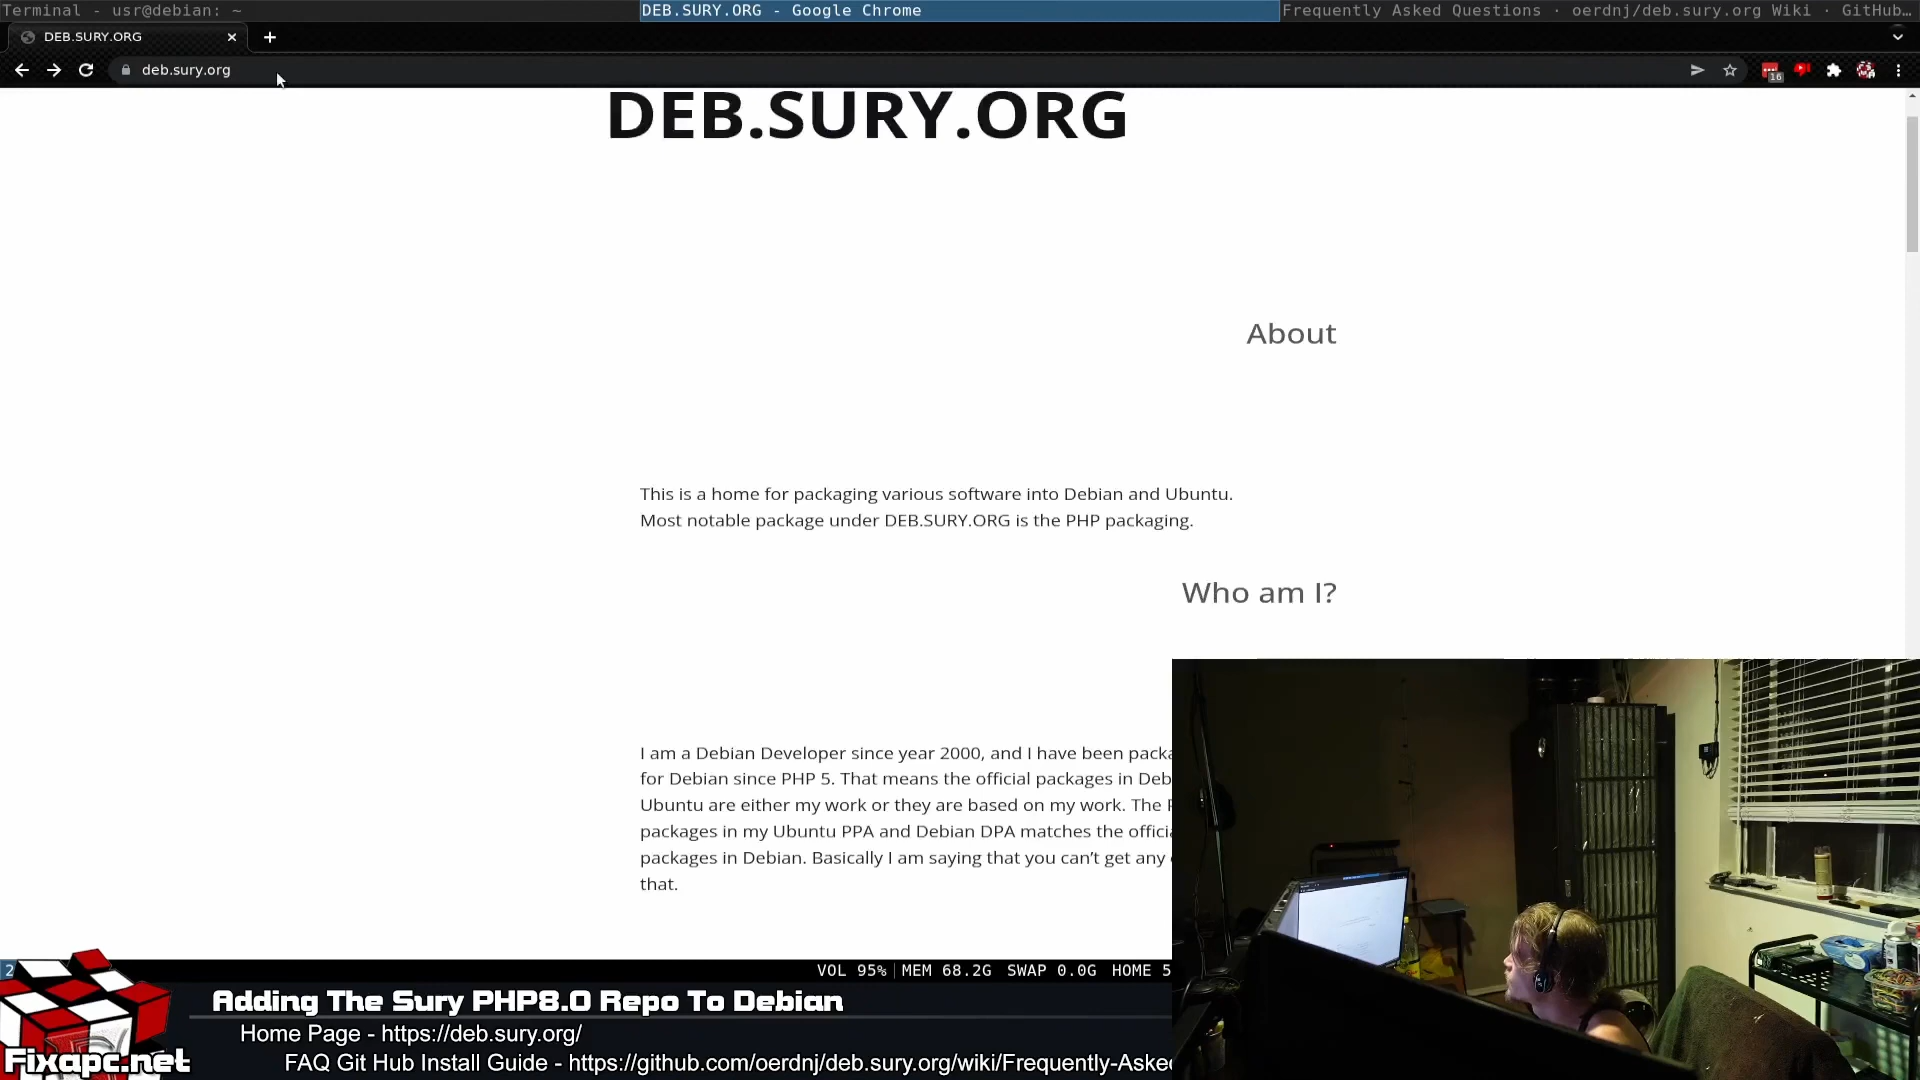 Terminal - usr@debian: ~
DEB.SURY.ORG - Google Chrome
Frequently Asked Questions · oerdnj/deb.sury.org Wiki · GitHub…
DEB.SURY.ORG
deb.sury.org
16
DEB.SURY.ORG
About
This is a home for packaging various software into Debian and Ubuntu.
Most notable package under DEB.SURY.ORG is the PHP packaging.
Who am I?
I am a Debian Developer since year 2000, and I have been packa
for Debian since PHP 5. That means the official packages in Deb
Ubuntu are either my work or they are based on my work. The
packages in my Ubuntu PPA and Debian DPA matches the officia
packages in Debian. Basically I am saying that you can't get any
that.
2
VOL 95% MEM 68.2G SWAP 0.0G HOME 5
Adding The Sury PHP8.0 Repo To Debian
Home Page - https://deb.sury.org/
FAQ Git Hub Install Guide - https://github.com/oerdnj/deb.sury.org/wiki/Frequently-Aske
Fixapc.net